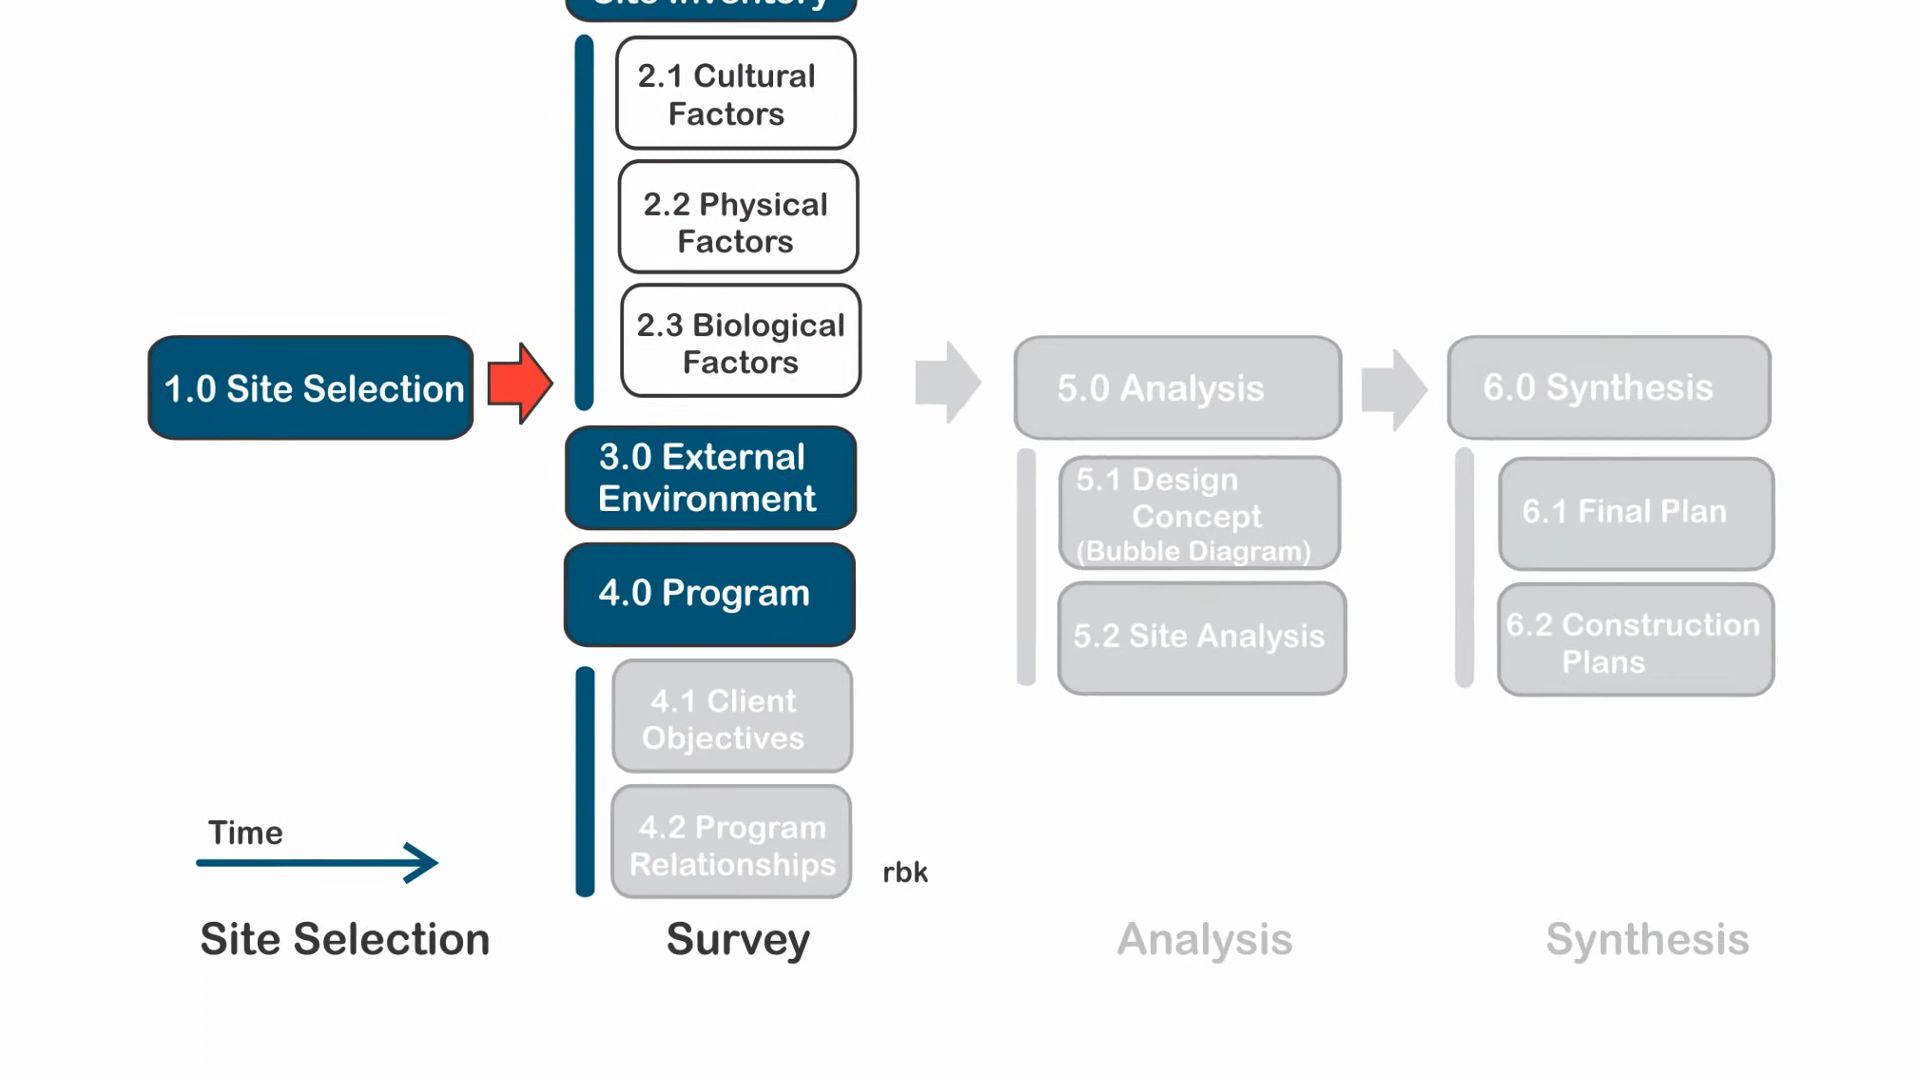 Site Inventory
2.1 Cultural
Factors
2.2 Physical
Factors
2.3 Biological
Factors
1.0 Site Selection
3.0 External
Environment
4.0 Program
4.1 Client
Objectives
4.2 Program
Relationships
5.0 Analysis
5.1 Design
Concept
(Bubble Diagram)
5.2 Site Analysis
6.0 Synthesis
6.1 Final Plan
6.2 Construction
Plans
Time
rbk
Site Selection
Survey
Analysis
Synthesis